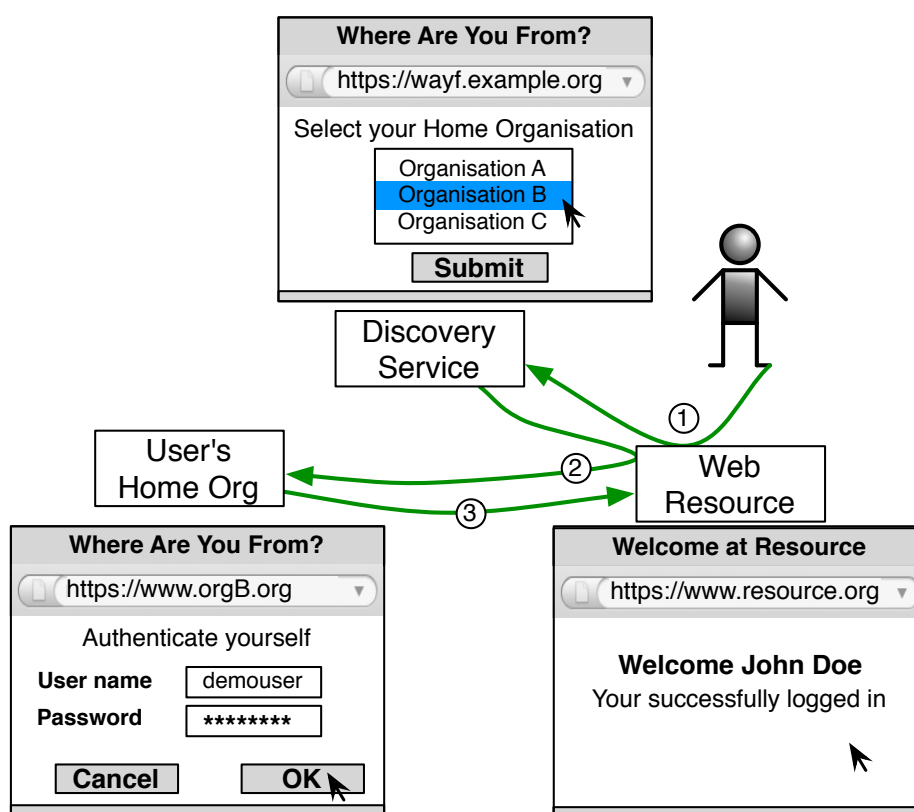 Where Are You From?
https://wayf.example.org
Select your Home Organisation
Organisation A
Organisation B
Organisation C
Submit
Discovery
Service
1
User's
Home Org
2
Web
Resource
3
Where Are You From?
https://www.orgB.org
Authenticate yourself
User name
demouser
Password
********
Cancel
OK
Welcome at Resource
https://www.resource.org
Welcome John Doe
Your successfully logged in